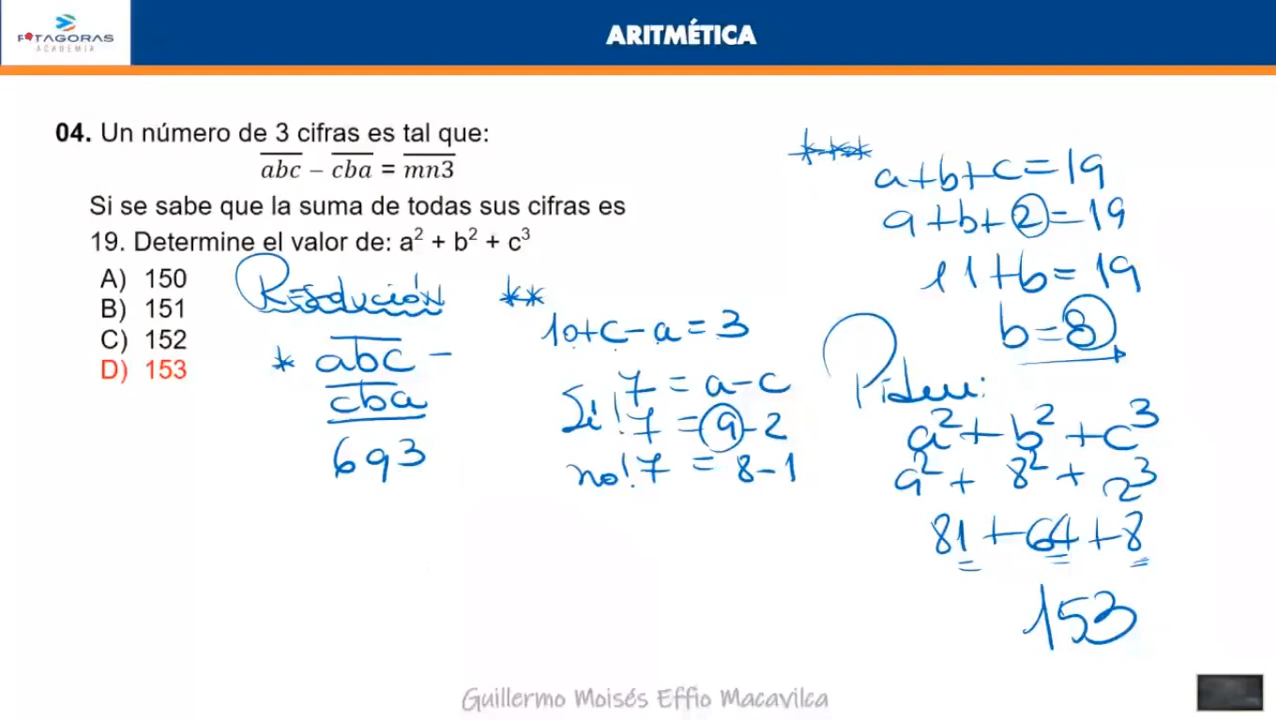 PITAGORAS
ACADEMIA
ARITMÉTICA
04. Un número de 3 cifras es tal que:
abc – cba = mn3
Si se sabe que la suma de todas sus cifras es
19. Determine el valor de: a² + b² + c³
A) 150
B) 151
C) 152
D) 153
Resolución
* abc -
cba
693
**
10+c-a=3
7 = a-c
Si! 7 = 9-2
no! 7 = 8-1
***
a+b+c=19
a+b+2=19
11+b=19
b=8
Piden:
a²+b²+c³
9²+ 8²+ 2³
81+64+8
153
Guillermo Moisés Effio Macavilca